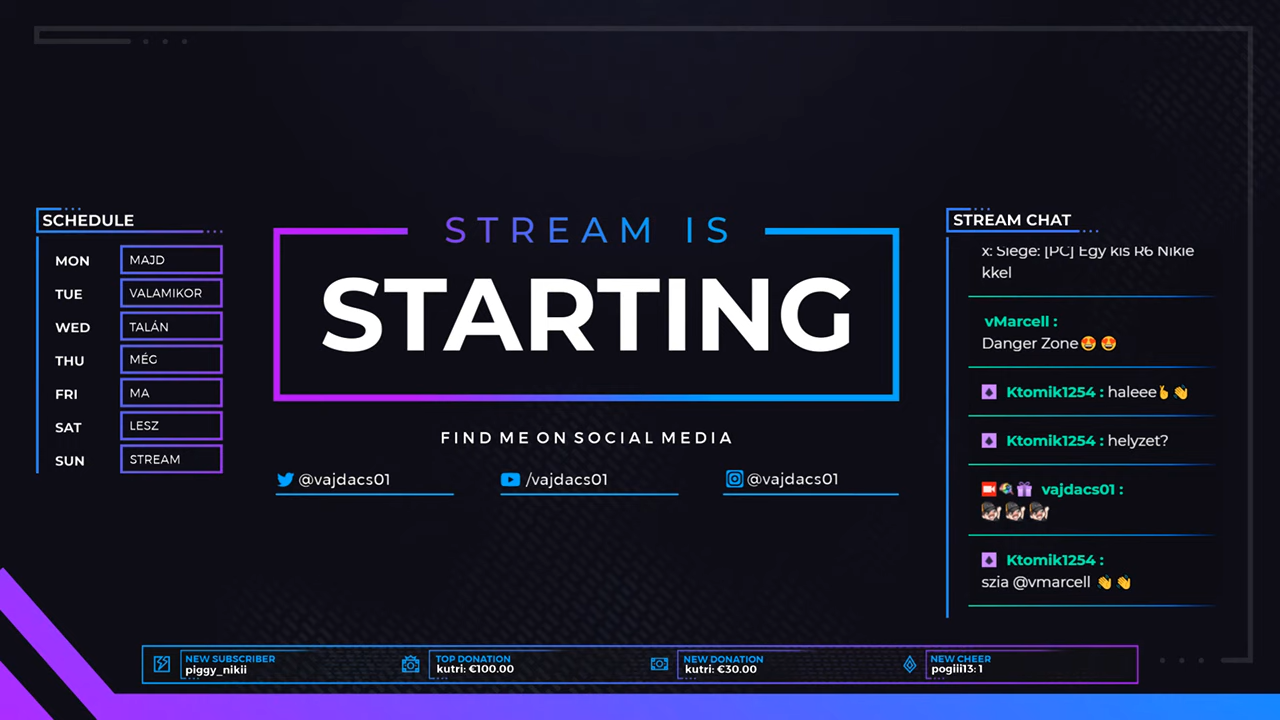 STREAM IS
STARTING
SCHEDULE
MON MAJD
TUE VALAMIKOR
WED TALÁN
THU MÉG
FRI MA
SAT LESZ
SUN STREAM
FIND ME ON SOCIAL MEDIA
@vajdacs01
/vajdacs01
@vajdacs01
STREAM CHAT
x: Siege: [PC] Egy kis R6 Nikie
kkel
vMarcell :
Danger Zone😍 😍
Ktomik1254 : haleee🤞 👏
Ktomik1254 : helyzet?
vajdacs01 :
Ktomik1254 :
szia @vmarcell 👏 👏
NEW SUBSCRIBER
piggy_nikii
TOP DONATION
kutri: €100.00
NEW DONATION
kutri: €30.00
NEW CHEER
pogiii13: 1